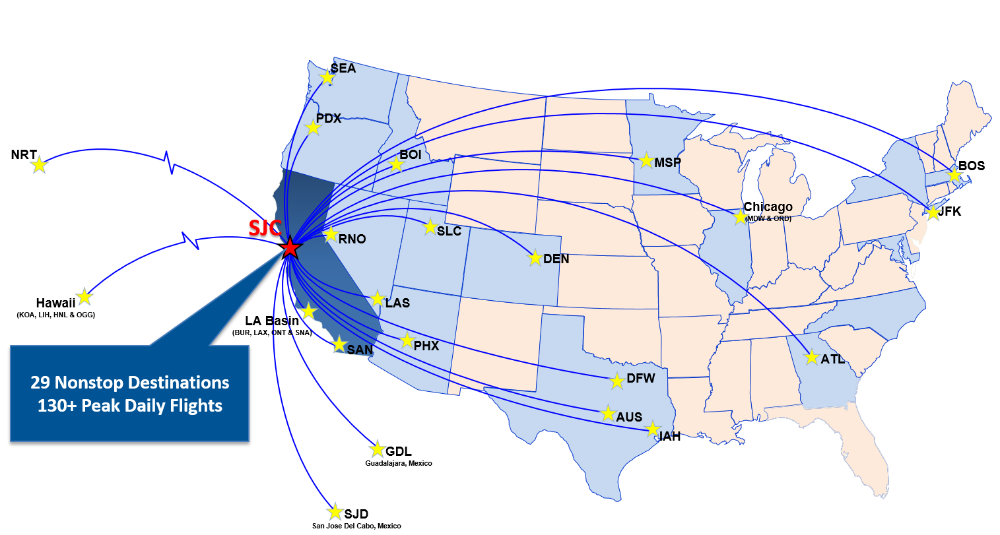 SEA
PDX
NRT
BOI
MSP
BOS
Chicago
(MDW & ORD)
JFK
SJC
RNO
SLC
DEN
Hawaii
(KOA, LIH, HNL & OGG)
LAS
LA Basin
(BUR, LAX, ONT & SNA)
SAN
PHX
ATL
DFW
29 Nonstop Destinations
130+ Peak Daily Flights
AUS
IAH
GDL
Guadalajara, Mexico
SJD
San Jose Del Cabo, Mexico